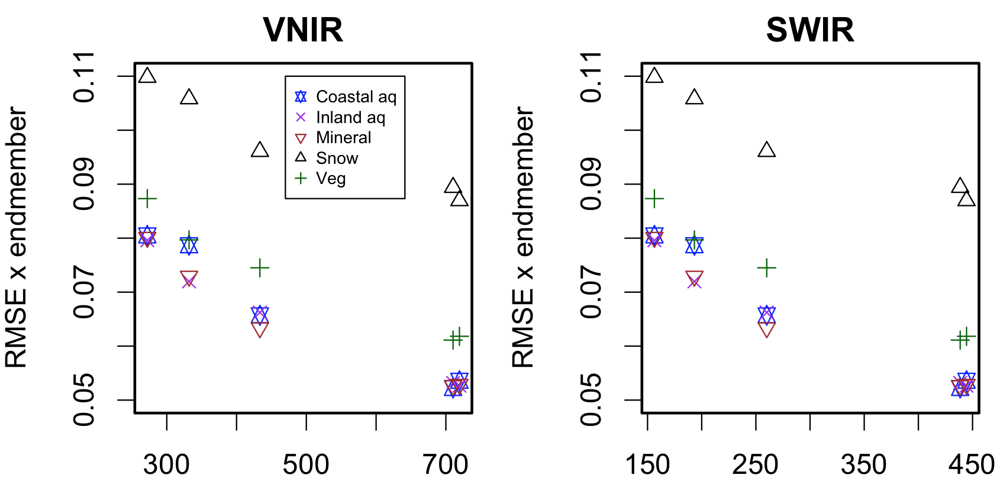 VNIR
RMSE x endmember
0.11
0.09
0.07
0.05
Coastal aq
Inland aq
Mineral
Snow
Veg
300 500 700
SWIR
RMSE x endmember
0.11
0.09
0.07
0.05
150 250 350 450